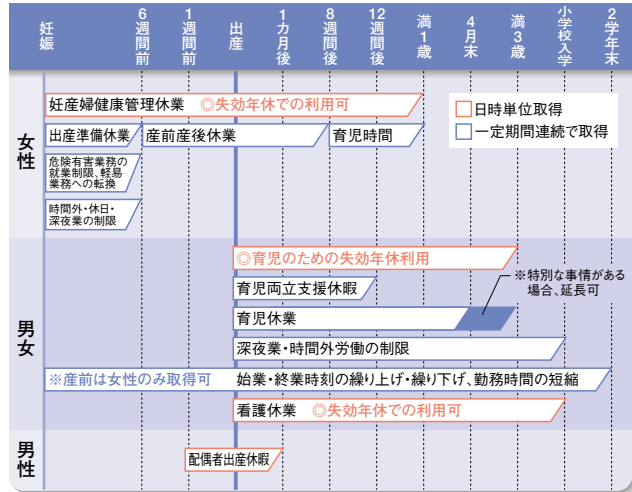 妊娠
6週間前
1週間前
出産
1カ月後
8週間後
12週間後
満1歳
4月末
満3歳
小学校入学
2学年末
日時単位取得
一定期間連続で取得
女性
妊産婦健康管理休業 ◎失効年休での利用可
出産準備休業
産前産後休業
育児時間
危険有害業務の
就業制限、軽易
業務への転換
時間外・休日・
深夜業の制限
男女
◎育児のための失効年休利用
育児両立支援休暇
※特別な事情がある
場合、延長可
育児休業
深夜業・時間外労働の制限
※産前は女性のみ取得可 始業・終業時刻の繰り上げ・繰り下げ、勤務時間の短縮
看護休業 ◎失効年休での利用可
男性
配偶者出産休暇